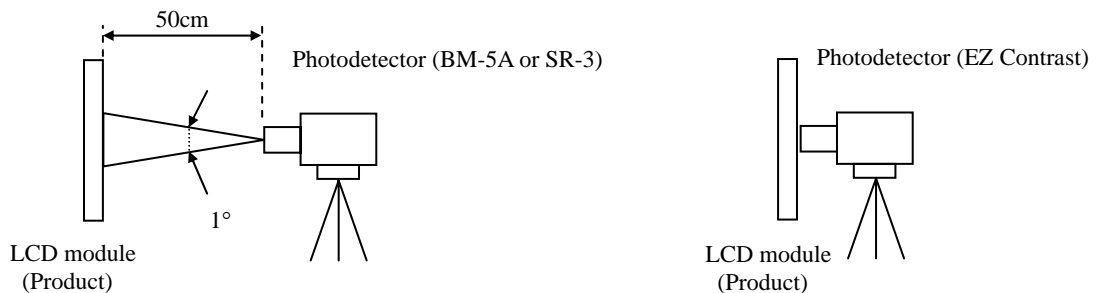 50cm
Photodetector (BM-5A or SR-3)
1°
LCD module
(Product)
Photodetector (EZ Contrast)
LCD module
(Product)